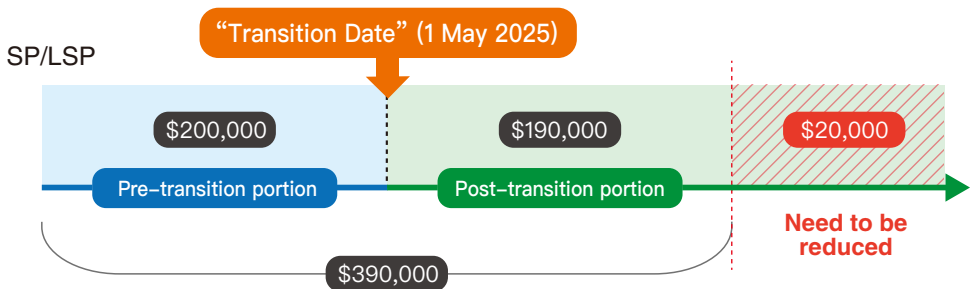 “Transition Date” (1 May 2025)
SP/LSP
$200,000
$190,000
$20,000
Pre–transition portion
Post–transition portion
Need to be
reduced
$390,000